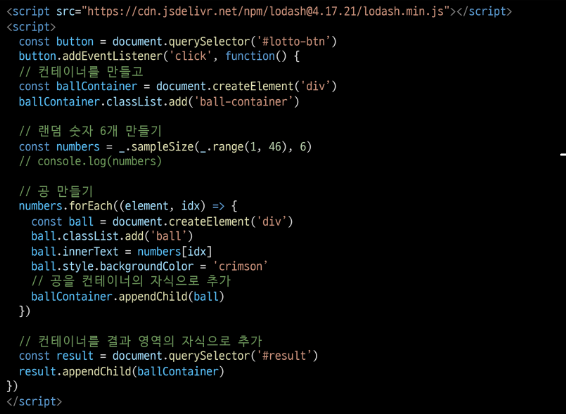 <script src="https://cdn.jsdelivr.net/npm/lodash@4.17.21/lodash.min.js"></script>
<script>
const button = document.querySelector('#lotto-btn')
button.addEventListener('click', function() {
// 컨테이너를 만들고
const ballContainer = document.createElement('div')
ballContainer.classList.add('ball-container')
// 랜덤 숫자 6개 만들기
const numbers = _.sampleSize(_.range(1, 46), 6)
// console.log(numbers)
// 공 만들기
numbers.forEach((element, idx) => {
const ball = document.createElement('div')
ball.classList.add('ball')
ball.innerText = numbers[idx]
ball.style.backgroundColor = 'crimson'
// 공을 컨테이너의 자식으로 추가
ballContainer.appendChild(ball)
})
// 컨테이너를 결과 영역의 자식으로 추가
const result = document.querySelector('#result')
result.appendChild(ballContainer)
})
</script>